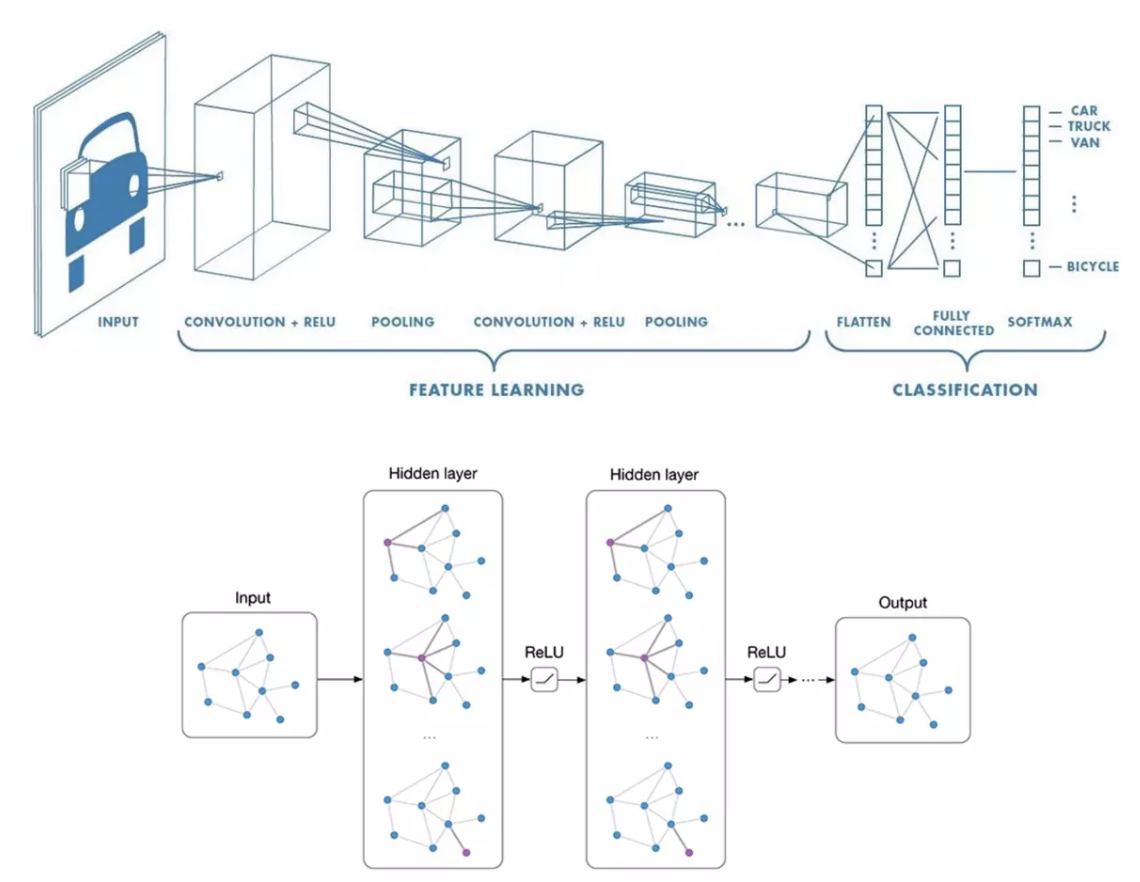 CAR
TRUCK
VAN
BICYCLE
INPUT
CONVOLUTION + RELU
POOLING
CONVOLUTION + RELU
POOLING
FLATTEN
FULLY
CONNECTED
SOFTMAX
FEATURE LEARNING
CLASSIFICATION
Hidden layer
Hidden layer
Input
ReLU
ReLU
Output